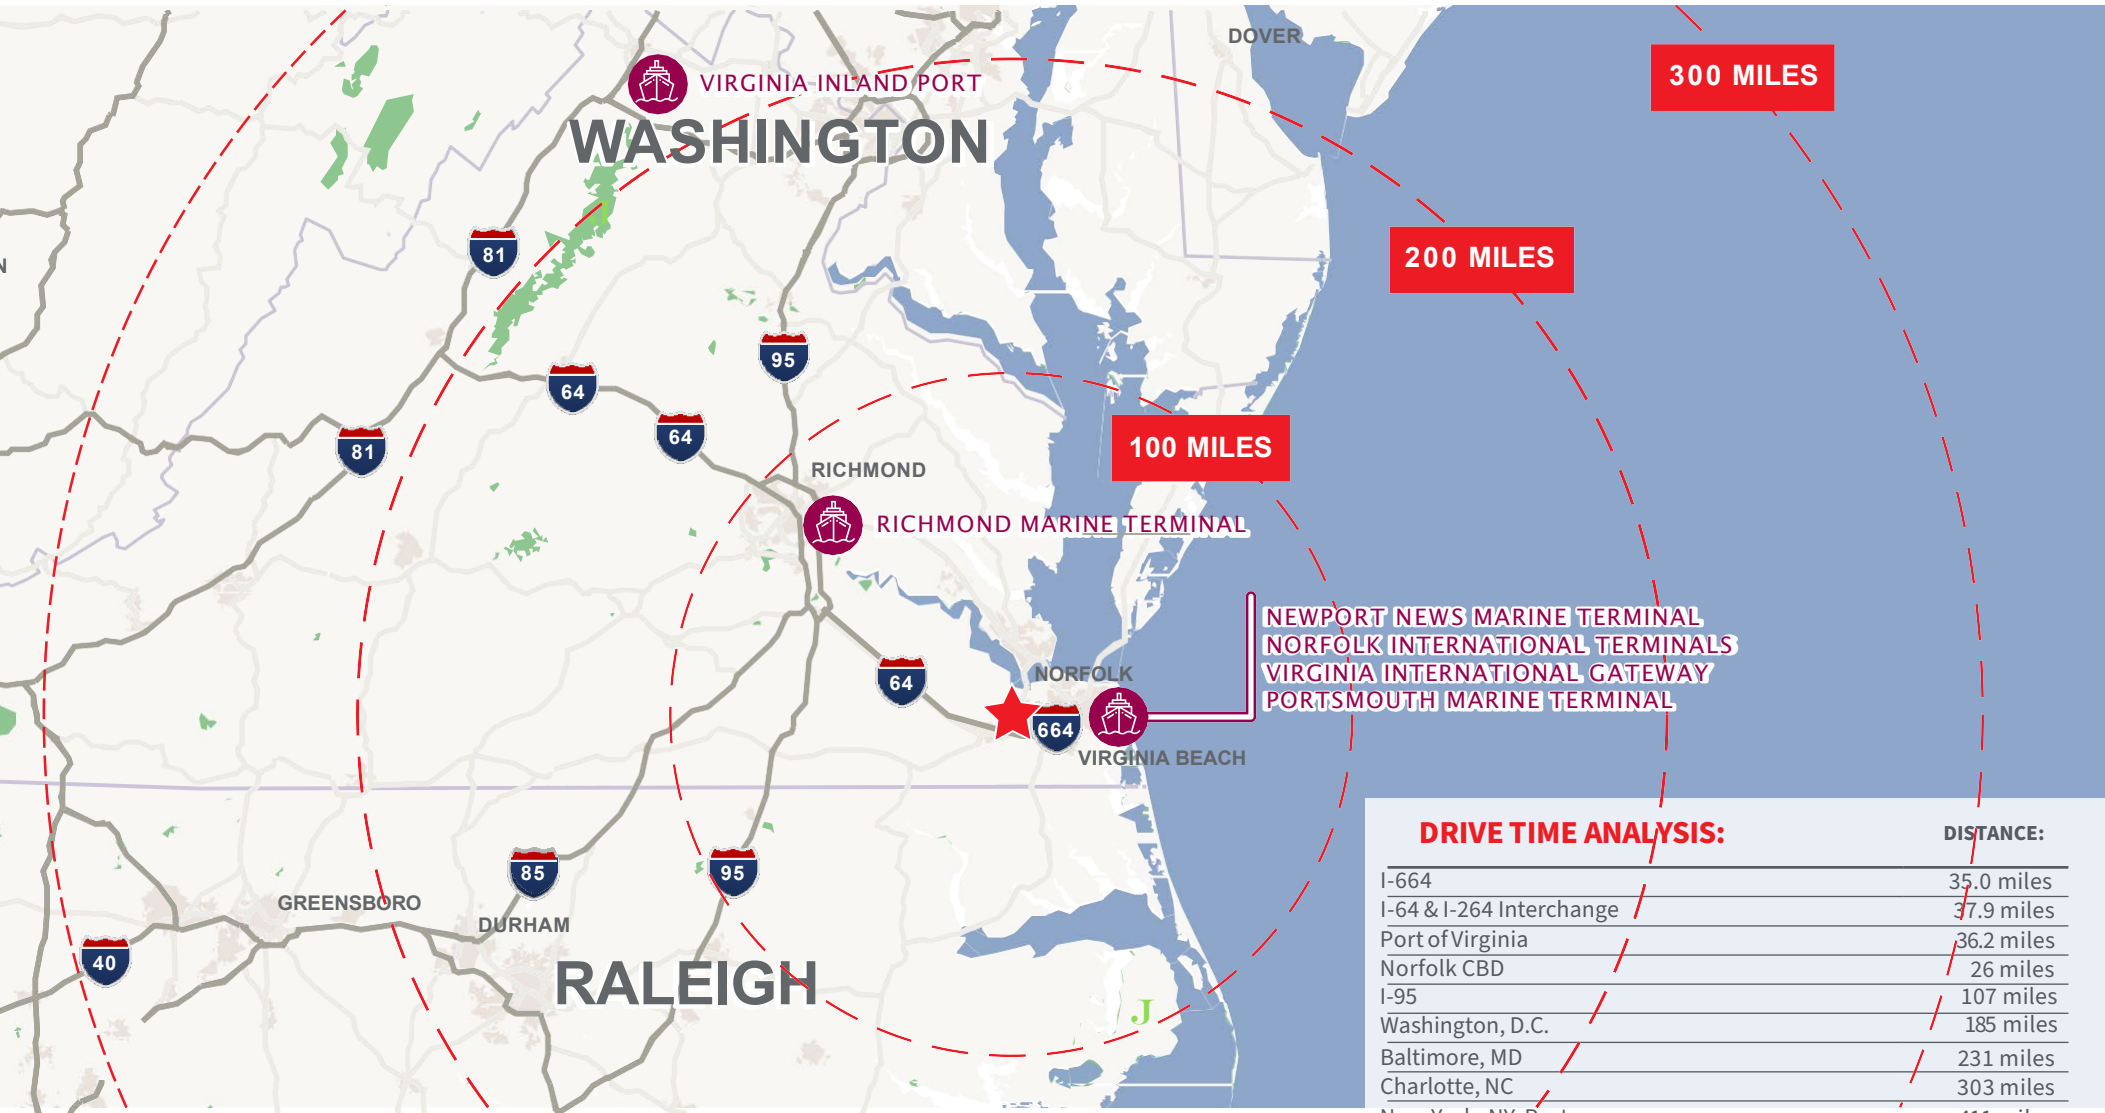 DOVER
300 MILES
VIRGINIA INLAND PORT
WASHINGTON
200 MILES
81
95
64
100 MILES
64
81
RICHMOND
RICHMOND MARINE TERMINAL
NEWPORT NEWS MARINE TERMINAL
NORFOLK INTERNATIONAL TERMINALS
VIRGINIA INTERNATIONAL GATEWAY
PORTSMOUTH MARINE TERMINAL
NORFOLK
64
664
VIRGINIA BEACH
85
95
GREENSBORO
DURHAM
40
RALEIGH
J
DRIVE TIME ANALYSIS: DISTANCE:
I-664 35.0 miles
I-64 & I-264 Interchange 37.9 miles
Port of Virginia 36.2 miles
Norfolk CBD 26 miles
I-95 107 miles
Washington, D.C. 185 miles
Baltimore, MD 231 miles
Charlotte, NC 303 miles